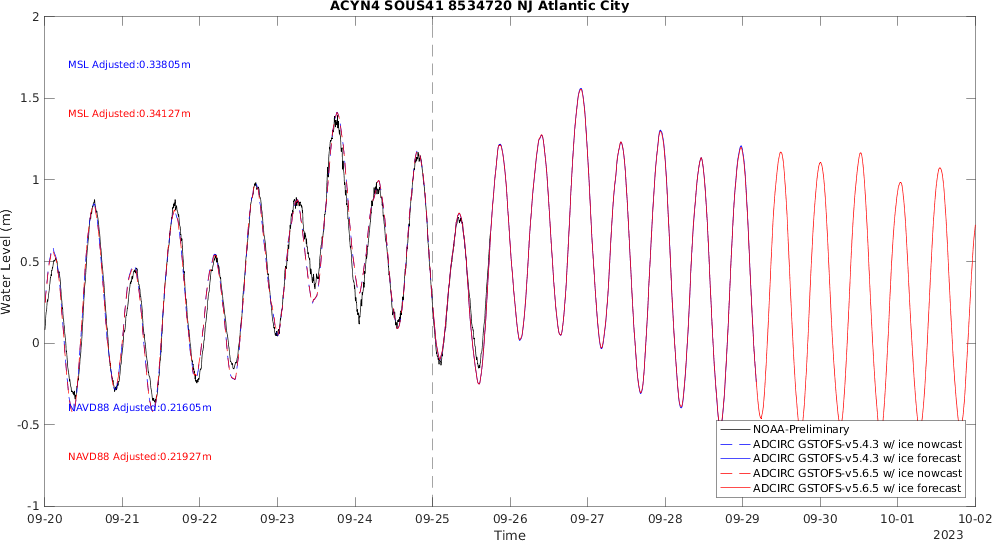 ACYN4 SOUS41 8534720 NJ Atlantic City
2
1.5
1
0.5
0
-0.5
-1
Water Level (m)
MSL Adjusted:0.33805m
MSL Adjusted:0.34127m
NAVD88 Adjusted:0.21605m
NAVD88 Adjusted:0.21927m
NOAA-Preliminary
ADCIRC GSTOFS-v5.4.3 w/ ice nowcast
ADCIRC GSTOFS-v5.4.3 w/ ice forecast
ADCIRC GSTOFS-v5.6.5 w/ ice nowcast
ADCIRC GSTOFS-v5.6.5 w/ ice forecast
09-20 09-21 09-22 09-23 09-24 09-25 09-26 09-27 09-28 09-29 09-30 10-01 10-02
Time
2023